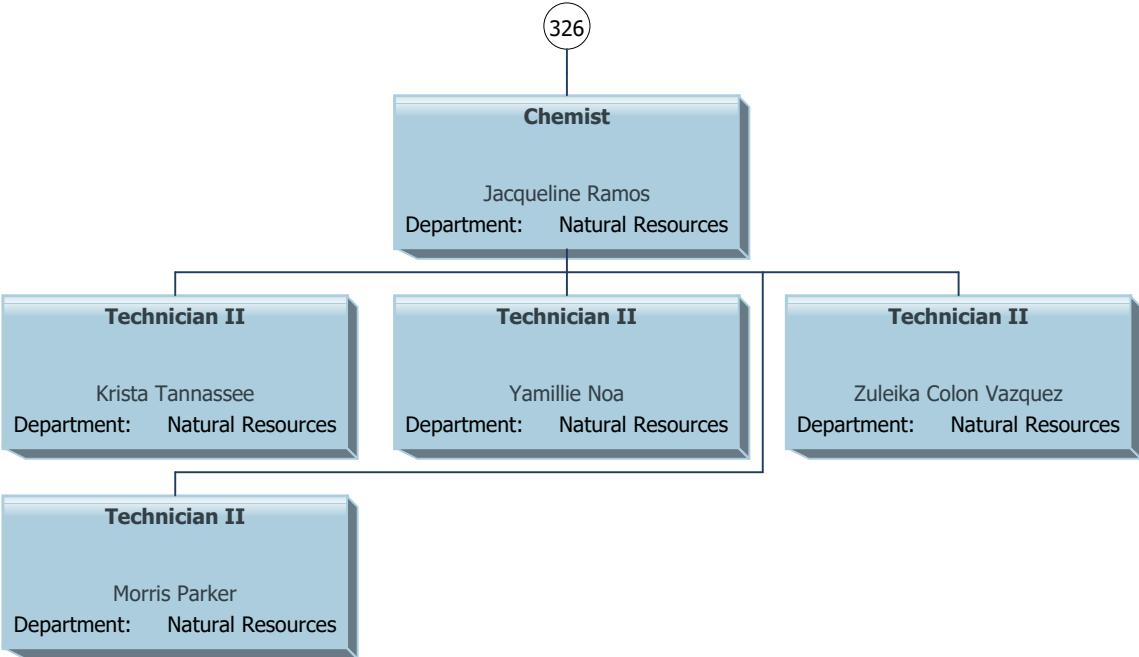 326
Chemist
Jacqueline Ramos
Department: Natural Resources
Technician II
Krista Tannassee
Department: Natural Resources
Technician II
Yamillie Noa
Department: Natural Resources
Technician II
Zuleika Colon Vazquez
Department: Natural Resources
Technician II
Morris Parker
Department: Natural Resources